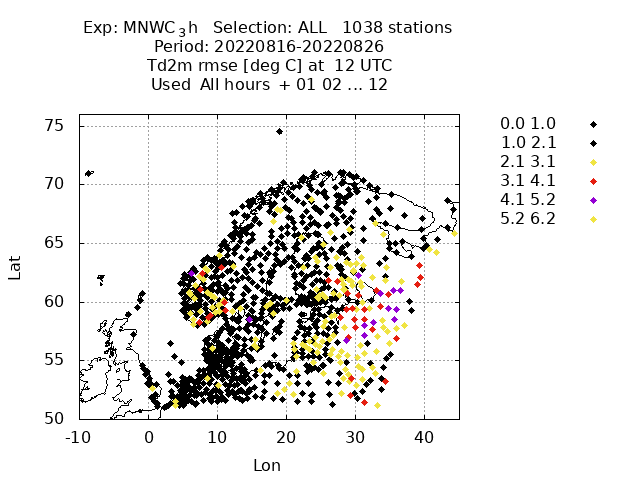 Exp: MNWC_3h Selection: ALL 1038 stations
Period: 20220816-20220826
Td2m rmse [deg C] at 12 UTC
Used All hours + 01 02 ... 12
75
70
65
60
55
50
Lat
-10 0 10 20 30 40
Lon
0.0 1.0
1.0 2.1
2.1 3.1
3.1 4.1
4.1 5.2
5.2 6.2